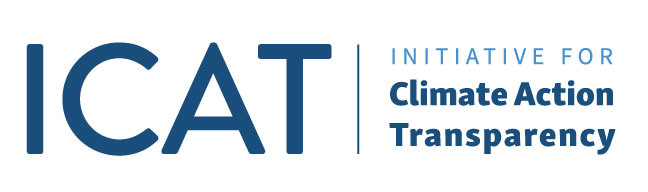 ICAT
INITIATIVE FOR
Climate Action
Transparency